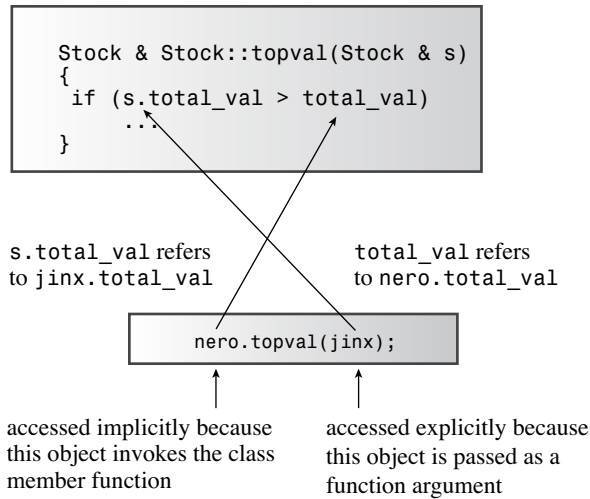 Stock & Stock::topval(Stock & s)
{
if (s.total_val > total_val)
...
}
s.total_val refers
to jinx.total_val
total_val refers
to nero.total_val
nero.topval(jinx);
accessed implicitly because
this object invokes the class
member function
accessed explicitly because
this object is passed as a
function argument